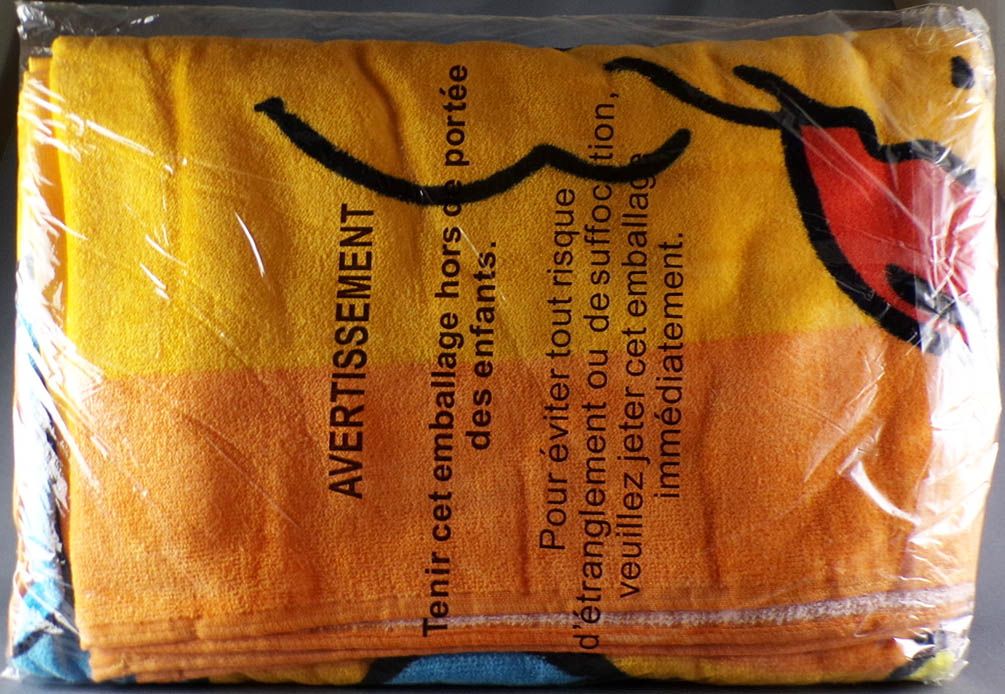 AVERTISSEMENT
Tenir cet emballage hors de portée
des enfants.
Pour éviter tout risque
d'étranglement ou de suffocation,
veuillez jeter cet emballage
immédiatement.